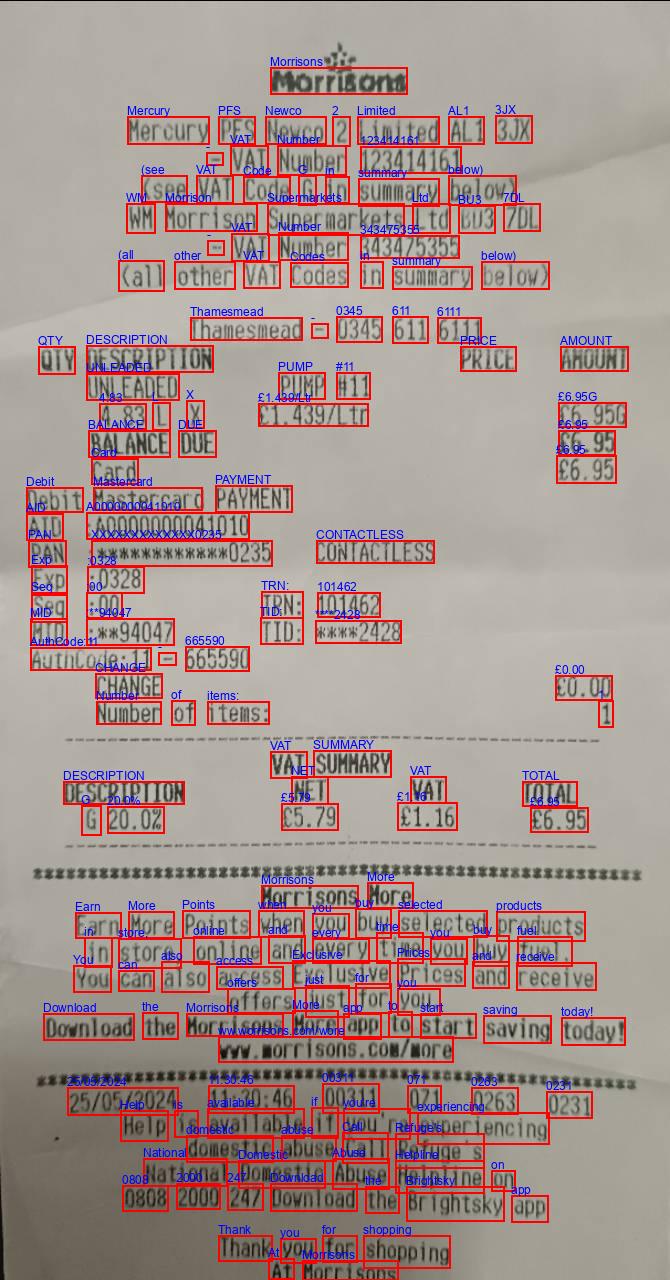 Morrisons
Mercury PFS Newco 2 Limited AL1 3JX
- VAT Number 123414161
(see VAT Code G in summary below)
WM Morrison Supermarkets Ltd BU3 7DL
- VAT Number 343475355
(all other VAT Codes in summary below)
Thamesmead - 0345 611 6111
QTY DESCRIPTION PRICE AMOUNT
UNLEADED PUMP #11
4.83 L X £1.439/Ltr £6.95G
BALANCE DUE £6.95
Card £6.95
Debit Mastercard PAYMENT
AID :A0000000041010
PAN :************0235 CONTACTLESS
Exp :0328
Seq :00 TRN: 101462
MID :**94047 TID: ****2428
AuthCode:11 - 665590
CHANGE £0.00
Number of items: 1
VAT SUMMARY
DESCRIPTION NET VAT TOTAL
G 20.0% £5.79 £1.16 £6.95
Morrisons More
Earn More Points when you buy selected products
in store, online and every time you buy fuel.
You can also access Exclusive Prices and receive
offers just for you.
Download the Morrisons More app to start saving today!
www.morrisons.com/more
25/05/2024 11:30:46 00311 071 0263 0231
Help is available if you're experiencing
domestic abuse Call Refuge's
National Domestic Abuse Helpline on
0808 2000 247 Download the Brightsky app
Thank you for shopping
At Morrisons